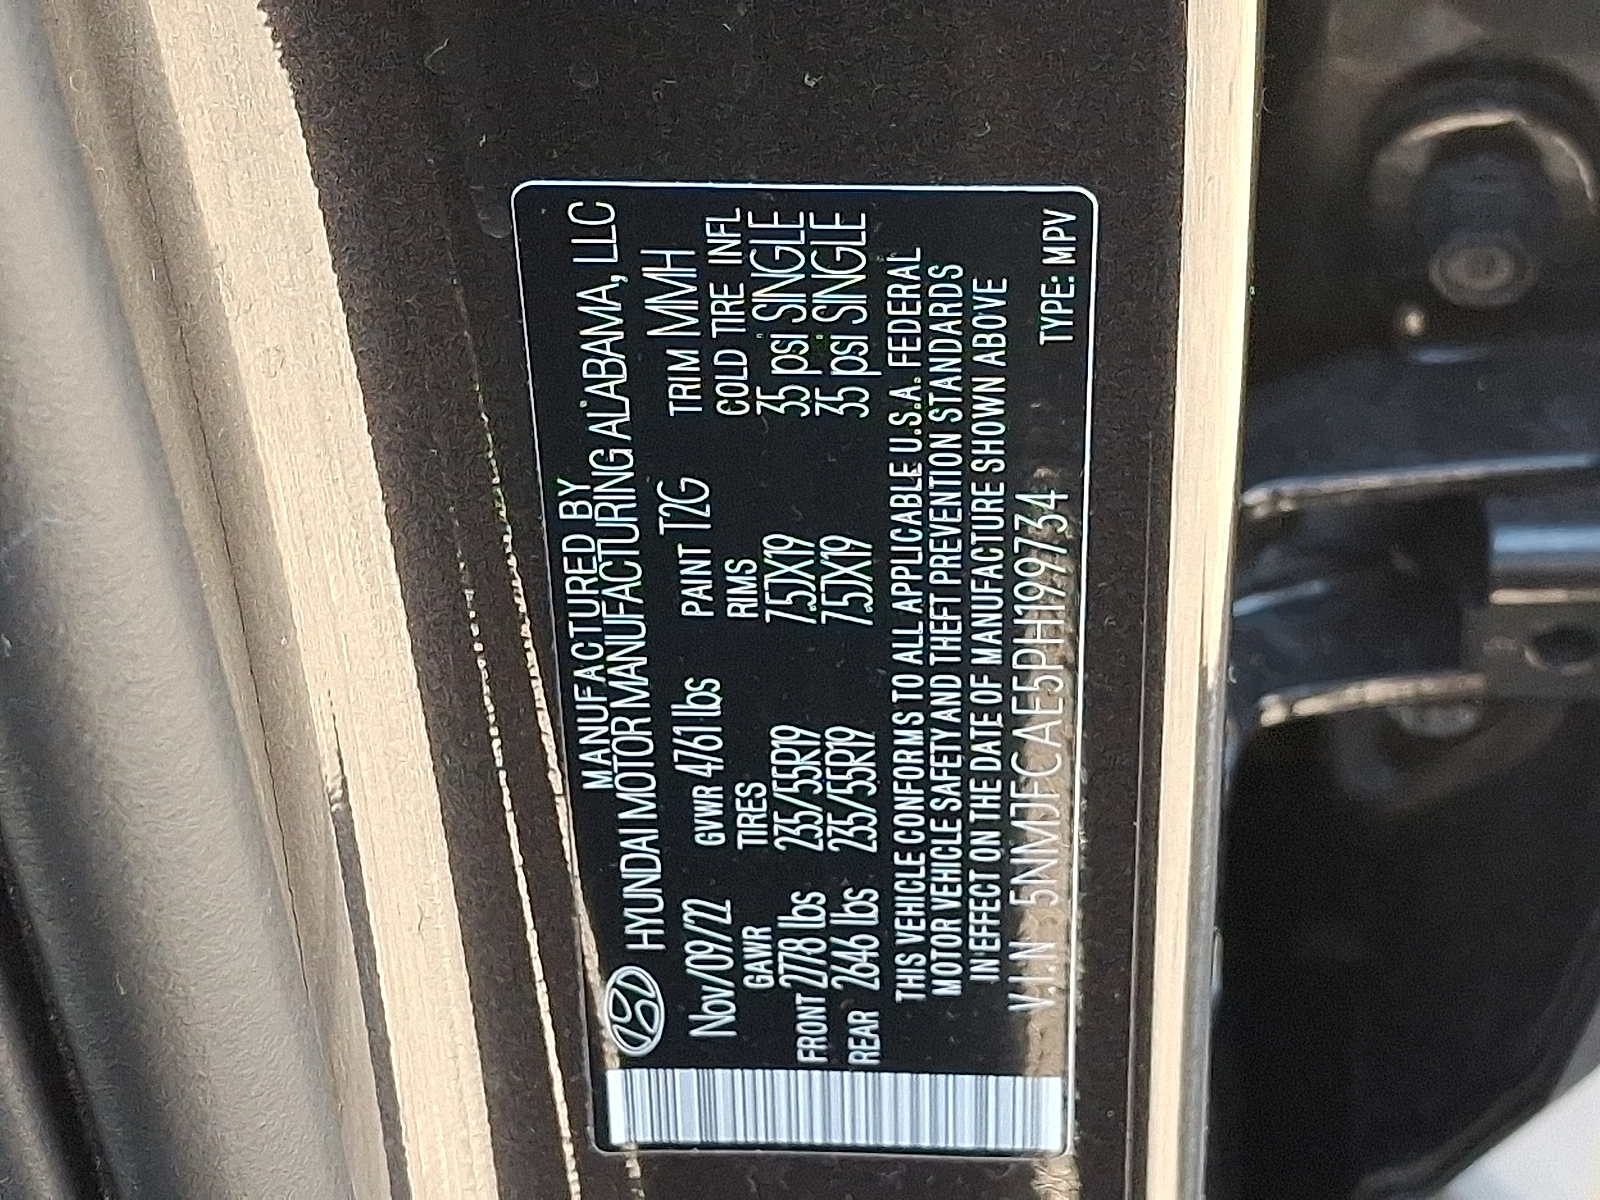 MANUFACTURED BY
HYUNDAI MOTOR MANUFACTURING ALABAMA, LLC
Nov/09/22 GVWR 4761 lbs PAINT T2G TRIM MMH
GAWR TIRES RIMS COLD TIRE INFL
FRONT 2778 lbs 235/55R19 7.5JX19 35 psi SINGLE
REAR 2646 lbs 235/55R19 7.5JX19 35 psi SINGLE
THIS VEHICLE CONFORMS TO ALL APPLICABLE U.S.A. FEDERAL
MOTOR VEHICLE SAFETY AND THEFT PREVENTION STANDARDS
IN EFFECT ON THE DATE OF MANUFACTURE SHOWN ABOVE
V.I.N 5NMJFCAE5PH199734 TYPE: MPV